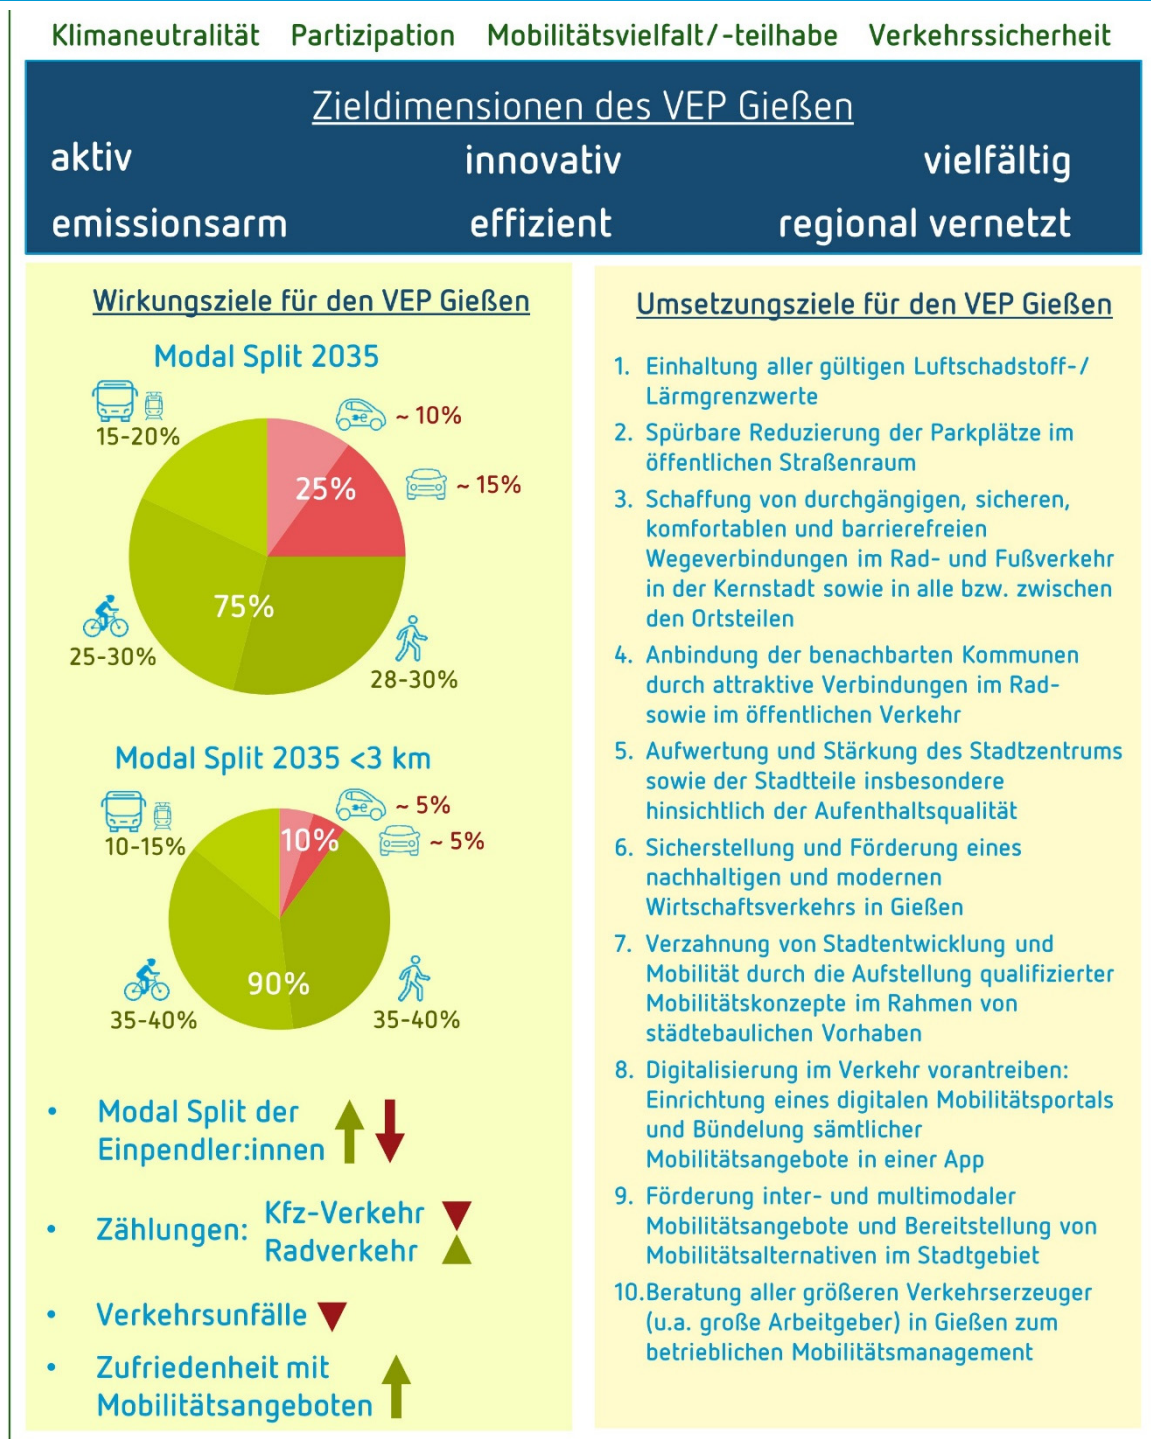 Klimaneutralität Partizipation Mobilitätsvielfalt/-teilhabe Verkehrssicherheit
Zieldimensionen des VEP Gießen
aktiv innovativ vielfältig
emissionsarm effizient regional vernetzt
Wirkungsziele für den VEP Gießen
Modal Split 2035
15-20%
~ 10%
25%
~ 15%
75%
25-30%
28-30%
Modal Split 2035 <3 km
10-15%
~ 5%
10%
~ 5%
90%
35-40%
35-40%
• Modal Split der
Einpendler:innen
• Zählungen: Kfz-Verkehr
Radverkehr
• Verkehrsunfälle
• Zufriedenheit mit
Mobilitätsangeboten
Umsetzungsziele für den VEP Gießen
1. Einhaltung aller gültigen Luftschadstoff-/
Lärmgrenzwerte
2. Spürbare Reduzierung der Parkplätze im
öffentlichen Straßenraum
3. Schaffung von durchgängigen, sicheren,
komfortablen und barrierefreien
Wegeverbindungen im Rad- und Fußverkehr
in der Kernstadt sowie in alle bzw. zwischen
den Ortsteilen
4. Anbindung der benachbarten Kommunen
durch attraktive Verbindungen im Rad-
sowie im öffentlichen Verkehr
5. Aufwertung und Stärkung des Stadtzentrums
sowie der Stadtteile insbesondere
hinsichtlich der Aufenthaltsqualität
6. Sicherstellung und Förderung eines
nachhaltigen und modernen
Wirtschaftsverkehrs in Gießen
7. Verzahnung von Stadtentwicklung und
Mobilität durch die Aufstellung qualifizierter
Mobilitätskonzepte im Rahmen von
städtebaulichen Vorhaben
8. Digitalisierung im Verkehr vorantreiben:
Einrichtung eines digitalen Mobilitätsportals
und Bündelung sämtlicher
Mobilitätsangebote in einer App
9. Förderung inter- und multimodaler
Mobilitätsangebote und Bereitstellung von
Mobilitätsalternativen im Stadtgebiet
10.Beratung aller größeren Verkehrserzeuger
(u.a. große Arbeitgeber) in Gießen zum
betrieblichen Mobilitätsmanagement